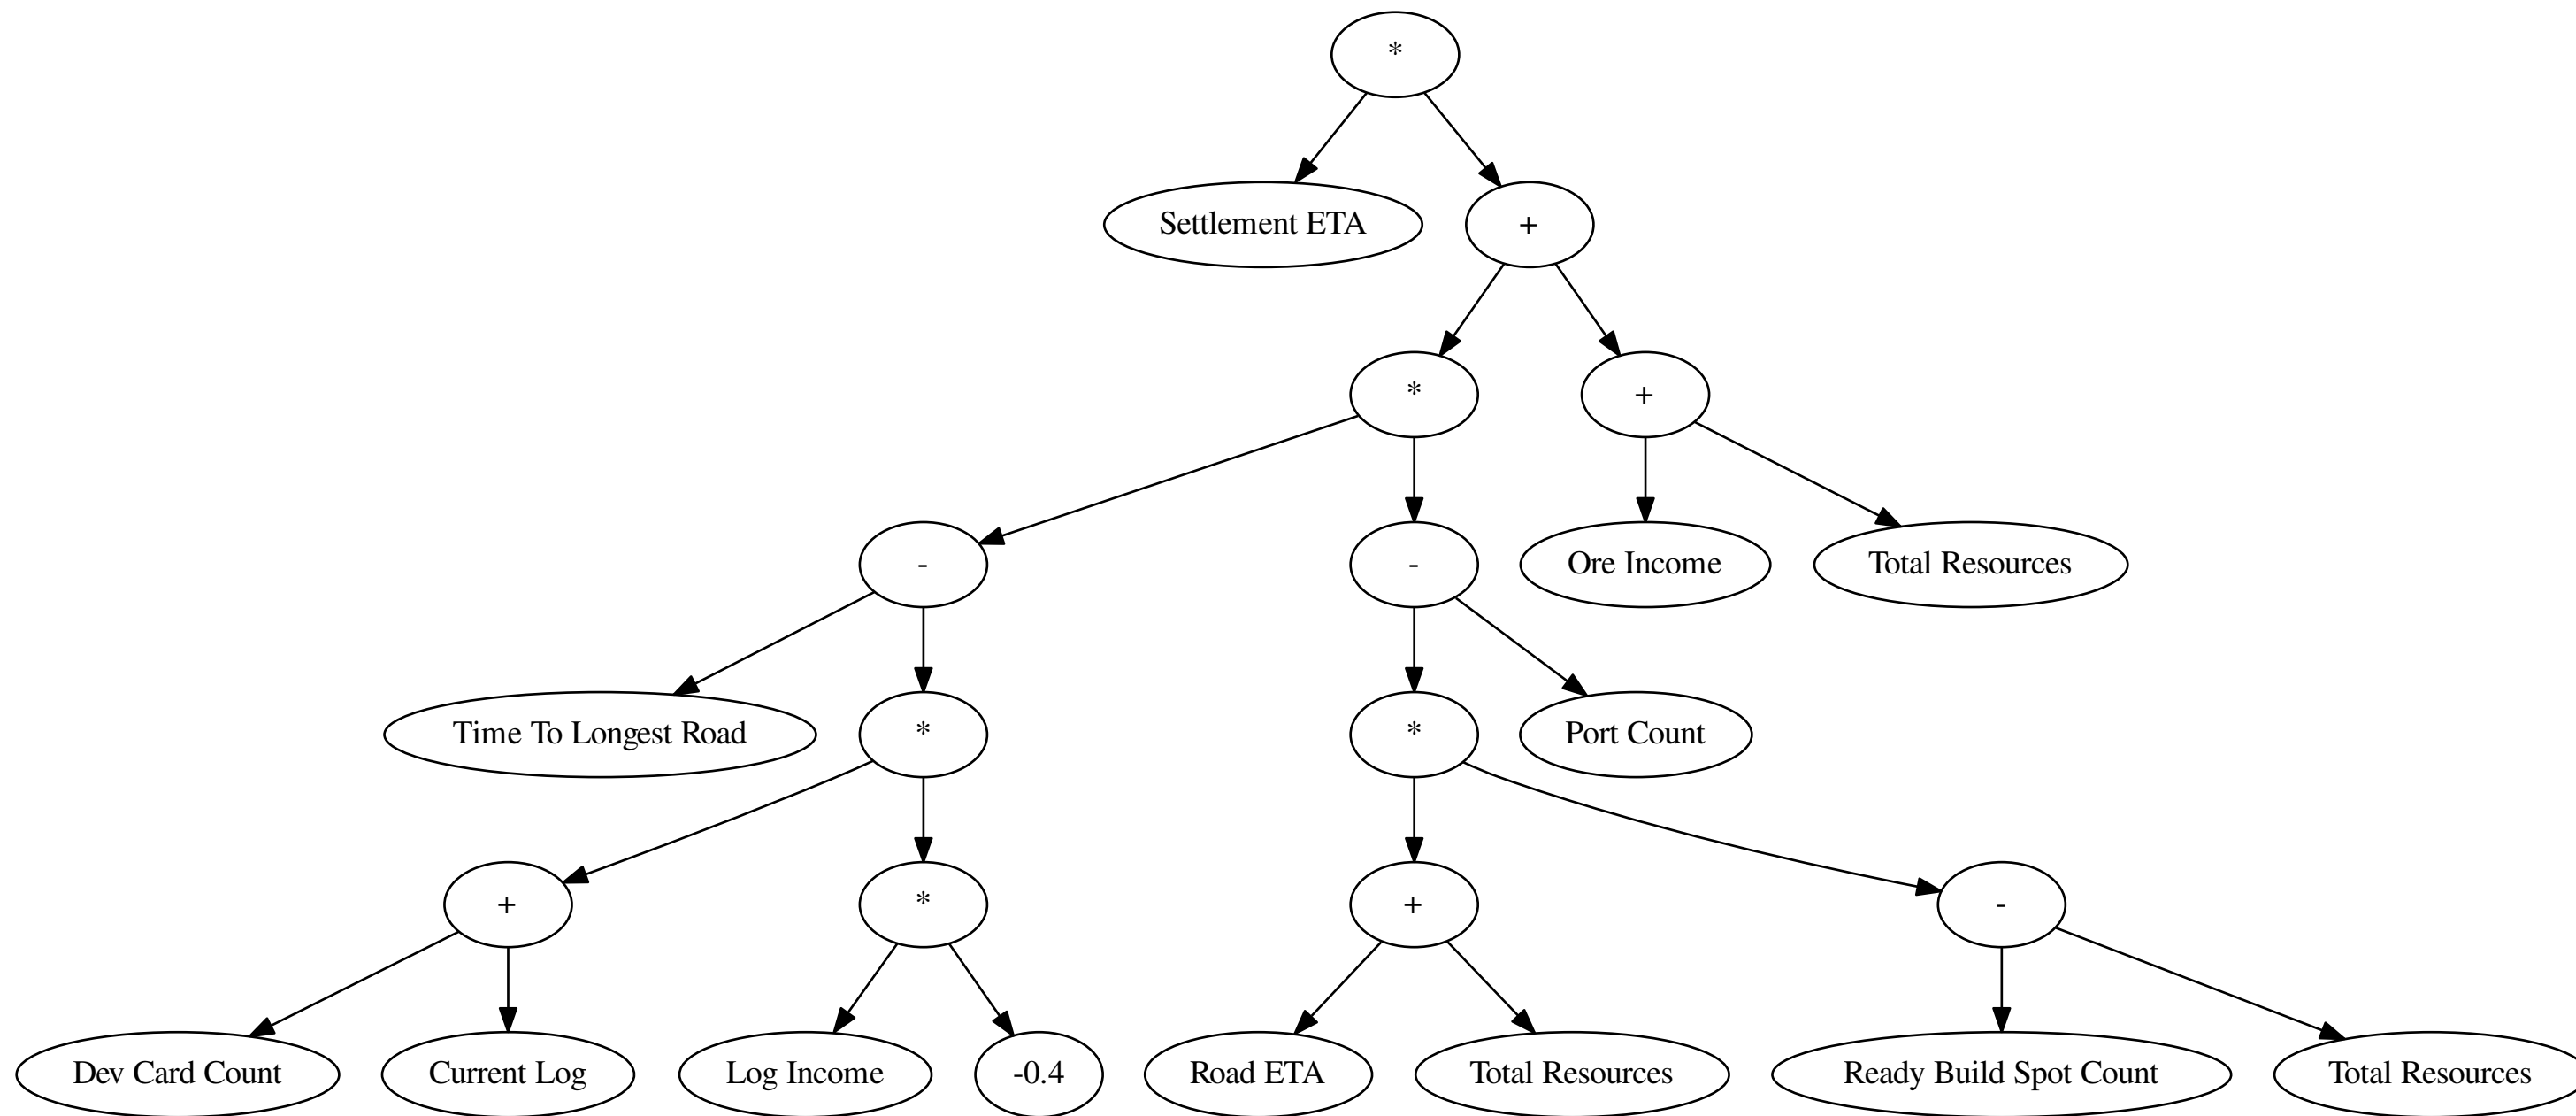 *
Settlement ETA
+
*
+
-
-
Ore Income
Total Resources
Time To Longest Road
*
*
Port Count
+
*
+
-
Dev Card Count
Current Log
Log Income
-0.4
Road ETA
Total Resources
Ready Build Spot Count
Total Resources